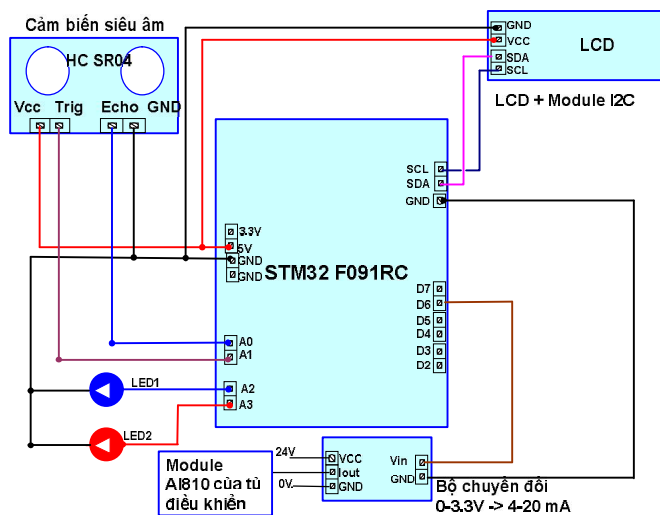 Cảm biến siêu âm
HC SR04
Vcc Trig Echo GND
GND
VCC
SDA
SCL
LCD
LCD + Module I2C
SCL
SDA
GND
3.3V
5V
GND
GND
STM32 F091RC
D7
D6
D5
D4
D3
D2
A0
A1
A2
A3
LED1
LED2
Module
AI810 của tủ
điều khiển
24V
0V
VCC
Iout
GND
Vin
GND
Bộ chuyển đổi
0-3.3V -> 4-20 mA